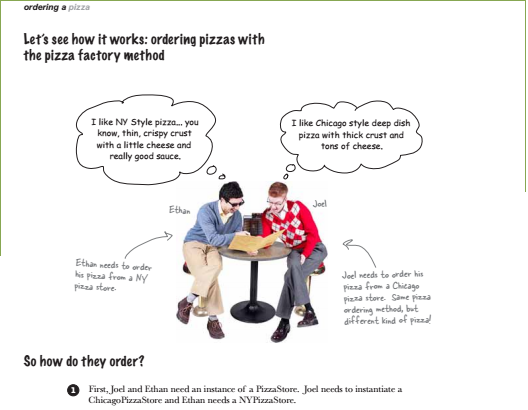 ordering a pizza
Let's see how it works: ordering pizzas with
the pizza factory method
I like NY Style pizza... you
know, thin, crispy crust
with a little cheese and
really good sauce.
I like Chicago style deep dish
pizza with thick crust and
tons of cheese.
Ethan
Joel
Ethan needs to order
his pizza from a NY
pizza store.
Joel needs to order his
pizza from a Chicago
pizza store. Same pizza
ordering method, but
different kind of pizza!
So how do they order?
1 First, Joel and Ethan need an instance of a PizzaStore. Joel needs to instantiate a
ChicagoPizzaStore and Ethan needs a NYPizzaStore.